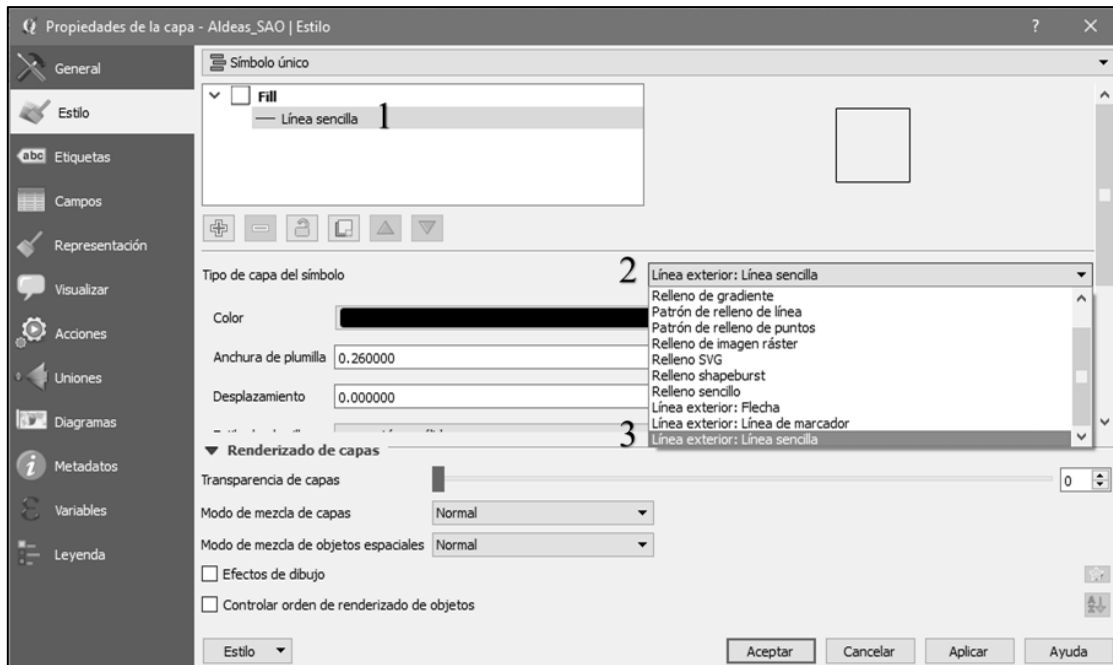 Propiedades de la capa - Aldeas_SAO | Estilo
?
General
Estilo
abc Etiquetas
Campos
Representación
Visualizar
Acciones
Uniones
Diagramas
Metadatos
Variables
Leyenda
Símbolo único
Fill
Línea sencilla 1
Tipo de capa del símbolo 2 Línea exterior: Línea sencilla
Relleno de gradiente
Patrón de relleno de línea
Patrón de relleno de puntos
Relleno de imagen ráster
Relleno SVG
Relleno shapeburst
Relleno sencillo
Línea exterior: Flecha
Línea exterior: Línea de marcador
3 Línea exterior: Línea sencilla
Color
Anchura de plumilla 0.260000
Desplazamiento 0.000000
Renderizado de capas
Transparencia de capas 0
Modo de mezcla de capas Normal
Modo de mezcla de objetos espaciales Normal
Efectos de dibujo
Controlar orden de renderizado de objetos
Estilo Aceptar Cancelar Aplicar Ayuda